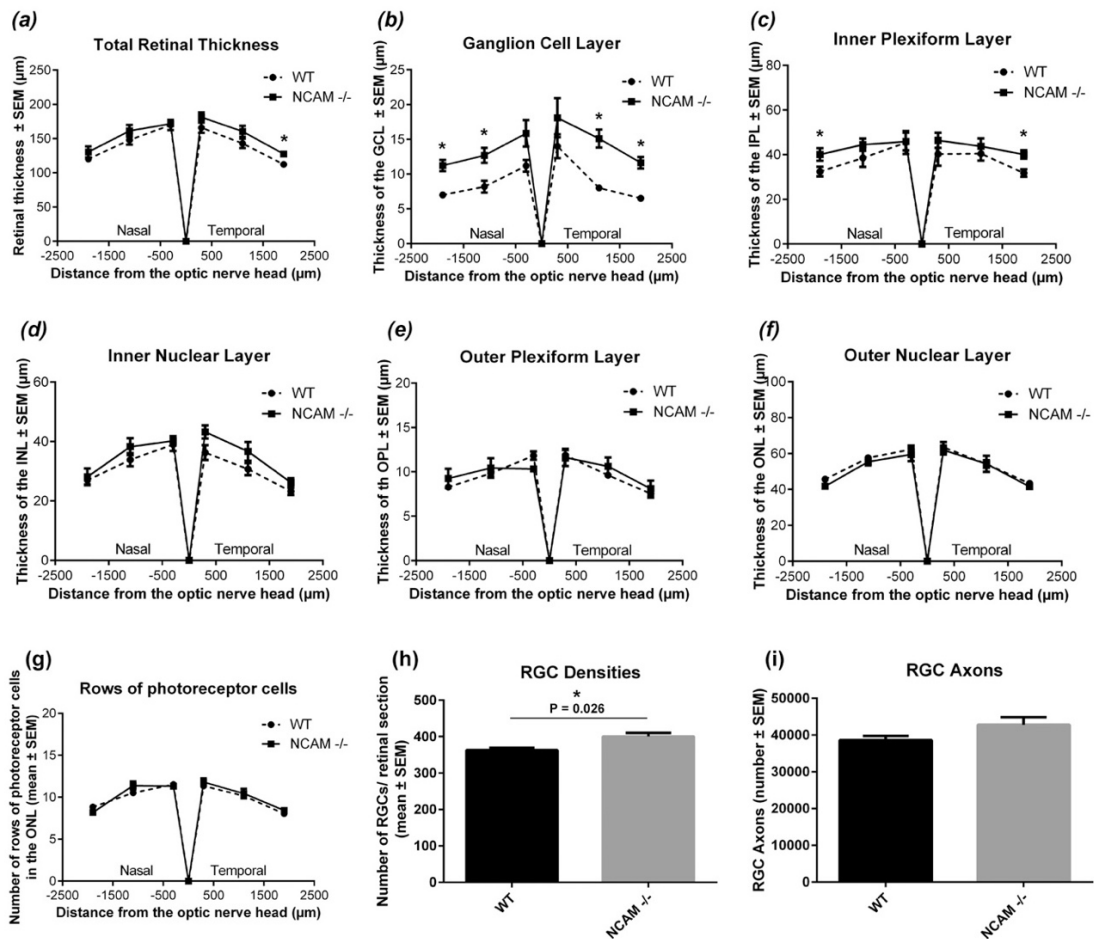 (a)
Total Retinal Thickness
Retinal thickness ± SEM (µm)
250
200
150
100
50
0
WT
NCAM -/-
*
Nasal
Temporal
-2500 -1500 -500 500 1500 2500
Distance from the optic nerve head (µm)
(b)
Ganglion Cell Layer
Thickness of the GCL ± SEM (µm)
25
20
15
10
5
0
WT
NCAM -/-
* * * *
Nasal
Temporal
-2500 -1500 -500 500 1500 2500
Distance from the optic nerve head (µm)
(c)
Inner Plexiform Layer
Thickness of the IPL ± SEM (µm)
80
60
40
20
0
WT
NCAM -/-
* *
Nasal
Temporal
-2500 -1500 -500 500 1500 2500
Distance from the optic nerve head (µm)
(d)
Inner Nuclear Layer
Thickness of the INL ± SEM (µm)
60
40
20
0
WT
NCAM -/-
Nasal
Temporal
-2500 -1500 -500 500 1500 2500
Distance from the optic nerve head (µm)
(e)
Outer Plexiform Layer
Thickness of th OPL ± SEM (µm)
20
15
10
5
0
WT
NCAM -/-
Nasal
Temporal
-2500 -1500 -500 500 1500 2500
Distance from the optic nerve head (µm)
(f)
Outer Nuclear Layer
Thickness of the ONL ± SEM (µm)
100
80
60
40
20
0
WT
NCAM -/-
Nasal
Temporal
-2500 -1500 -500 500 1500 2500
Distance from the optic nerve head (µm)
(g)
Rows of photoreceptor cells
Number of rows of photoreceptor cells
in the ONL (mean ± SEM)
20
15
10
5
0
WT
NCAM -/-
Nasal
Temporal
-2500 -1500 -500 500 1500 2500
Distance from the optic nerve head (µm)
(h)
RGC Densities
Number of RGCs/ retinal section
(mean ± SEM)
500
400
300
200
100
0
*
P = 0.026
WT
NCAM -/-
(i)
RGC Axons
RGC Axons (number ± SEM)
50000
40000
30000
20000
10000
0
WT
NCAM -/-